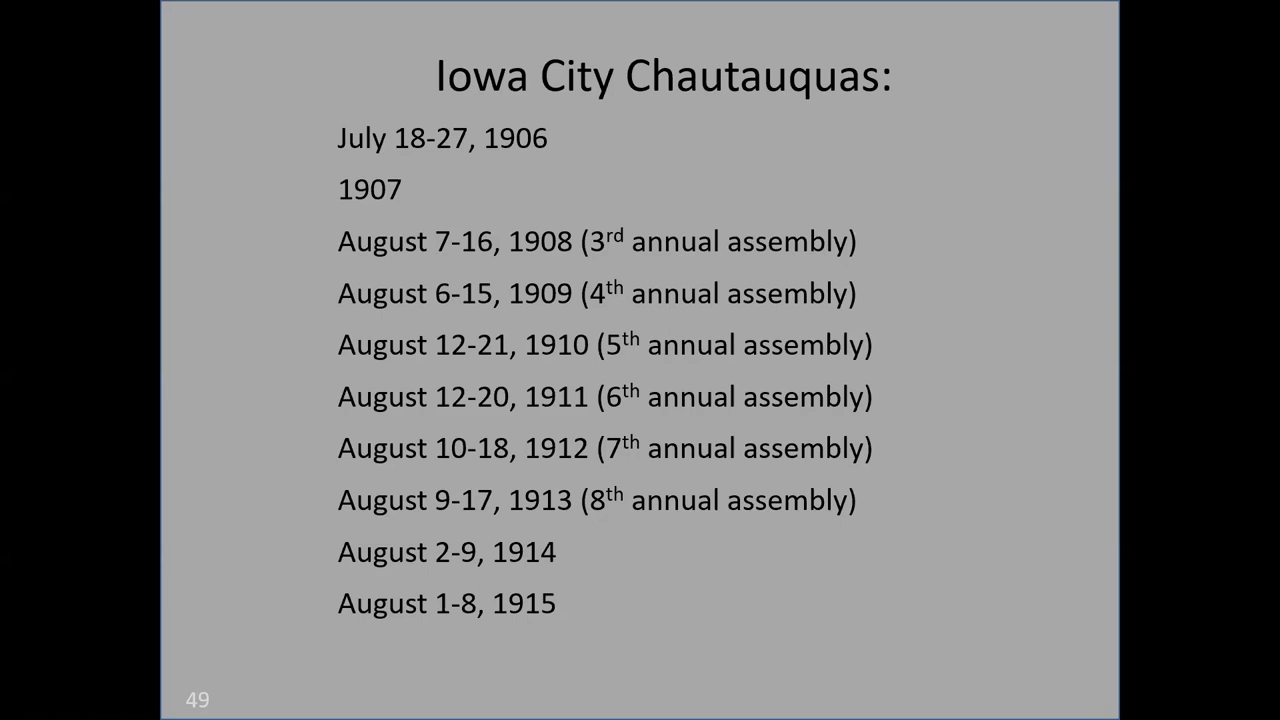 Iowa City Chautauquas:
July 18-27, 1906
1907
August 7-16, 1908 (3rd annual assembly)
August 6-15, 1909 (4th annual assembly)
August 12-21, 1910 (5th annual assembly)
August 12-20, 1911 (6th annual assembly)
August 10-18, 1912 (7th annual assembly)
August 9-17, 1913 (8th annual assembly)
August 2-9, 1914
August 1-8, 1915
49